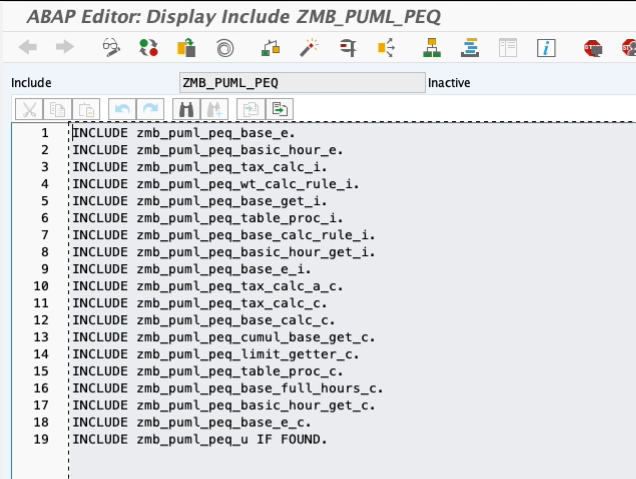 ABAP Editor: Display Include ZMB_PUML_PEQ
Include ZMB_PUML_PEQ Inactive
1 INCLUDE zmb_puml_peq_base_e.
2 INCLUDE zmb_puml_peq_basic_hour_e.
3 INCLUDE zmb_puml_peq_tax_calc_i.
4 INCLUDE zmb_puml_peq_wt_calc_rule_i.
5 INCLUDE zmb_puml_peq_base_get_i.
6 INCLUDE zmb_puml_peq_table_proc_i.
7 INCLUDE zmb_puml_peq_base_calc_rule_i.
8 INCLUDE zmb_puml_peq_basic_hour_get_i.
9 INCLUDE zmb_puml_peq_base_e_i.
10 INCLUDE zmb_puml_peq_tax_calc_a_c.
11 INCLUDE zmb_puml_peq_tax_calc_c.
12 INCLUDE zmb_puml_peq_base_calc_c.
13 INCLUDE zmb_puml_peq_cumul_base_get_c.
14 INCLUDE zmb_puml_peq_limit_getter_c.
15 INCLUDE zmb_puml_peq_table_proc_c.
16 INCLUDE zmb_puml_peq_base_full_hours_c.
17 INCLUDE zmb_puml_peq_basic_hour_get_c.
18 INCLUDE zmb_puml_peq_base_e_c.
19 INCLUDE zmb_puml_peq_u IF FOUND.